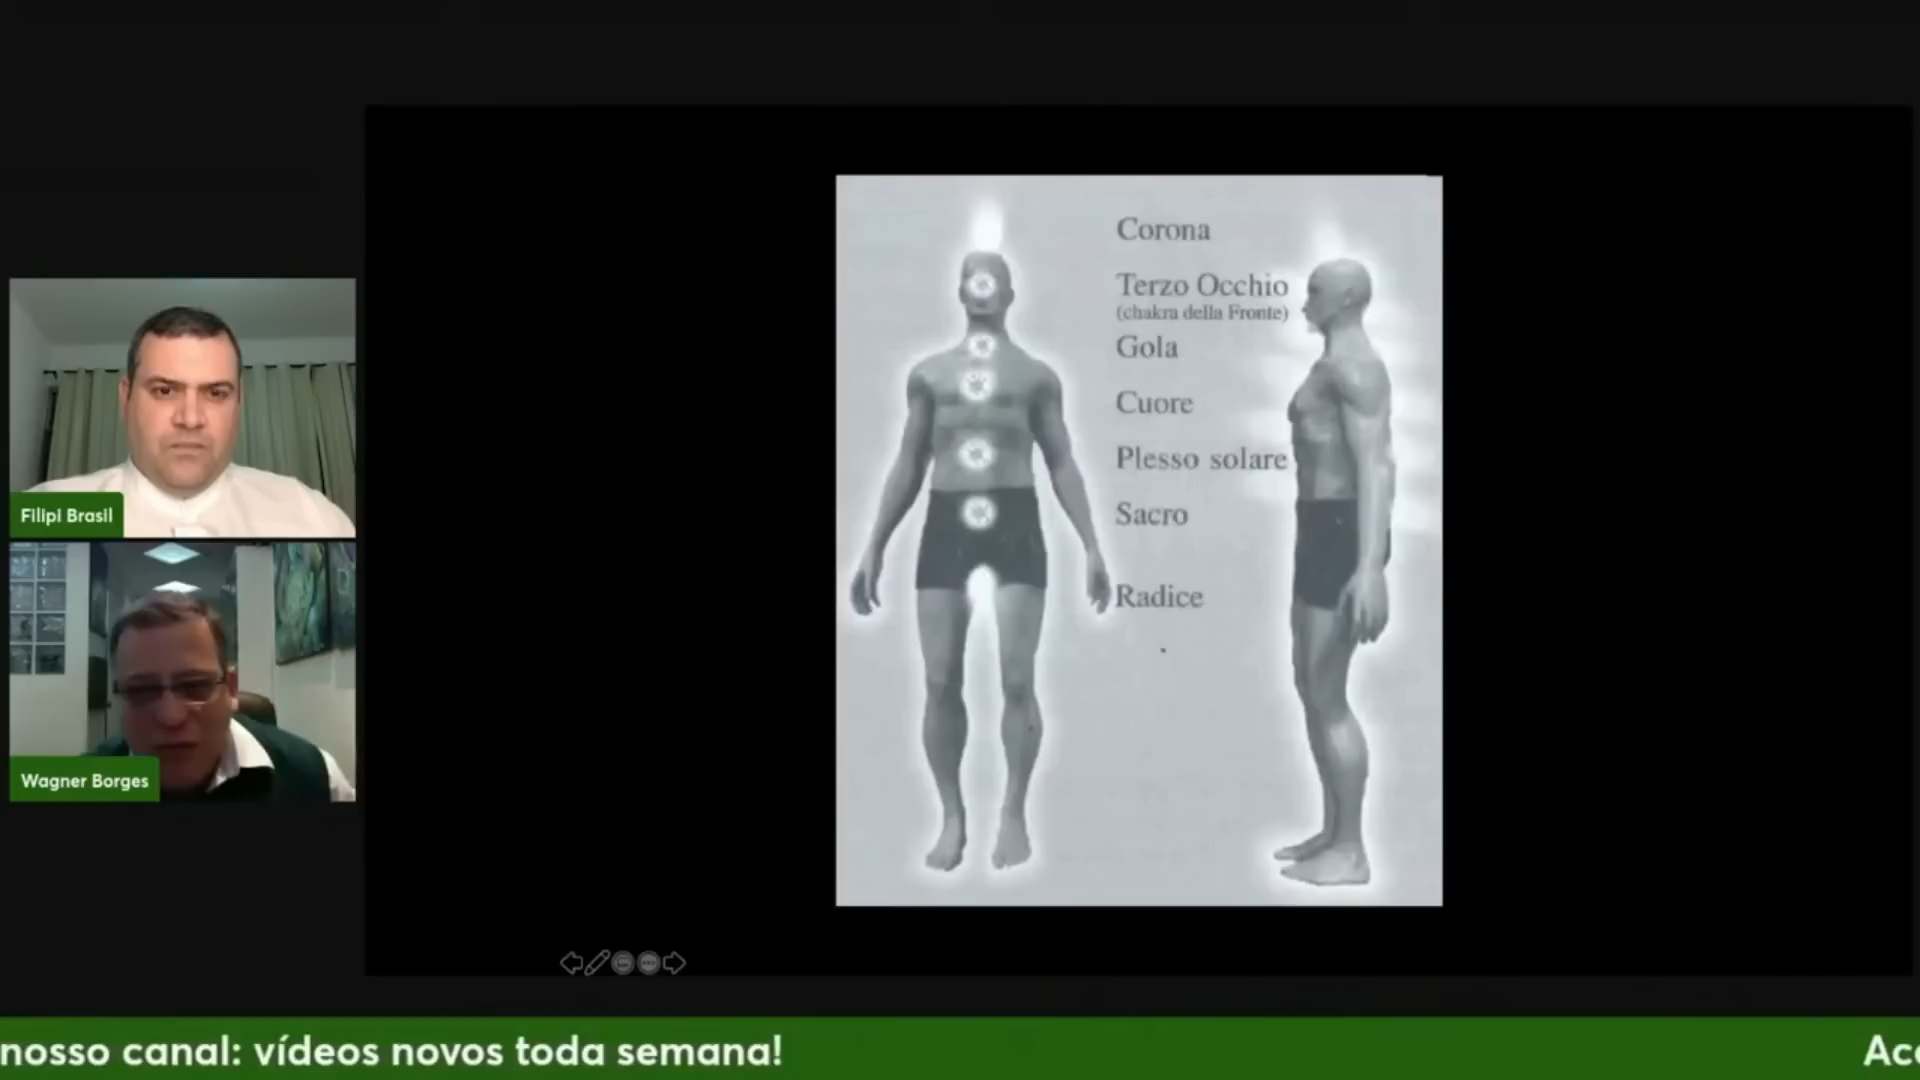 Corona
Terzo Occhio
(chakra della Fronte)
Gola
Cuore
Plesso solare
Sacro
Radice
Filipi Brasil
Wagner Borges
nosso canal: vídeos novos toda semana!